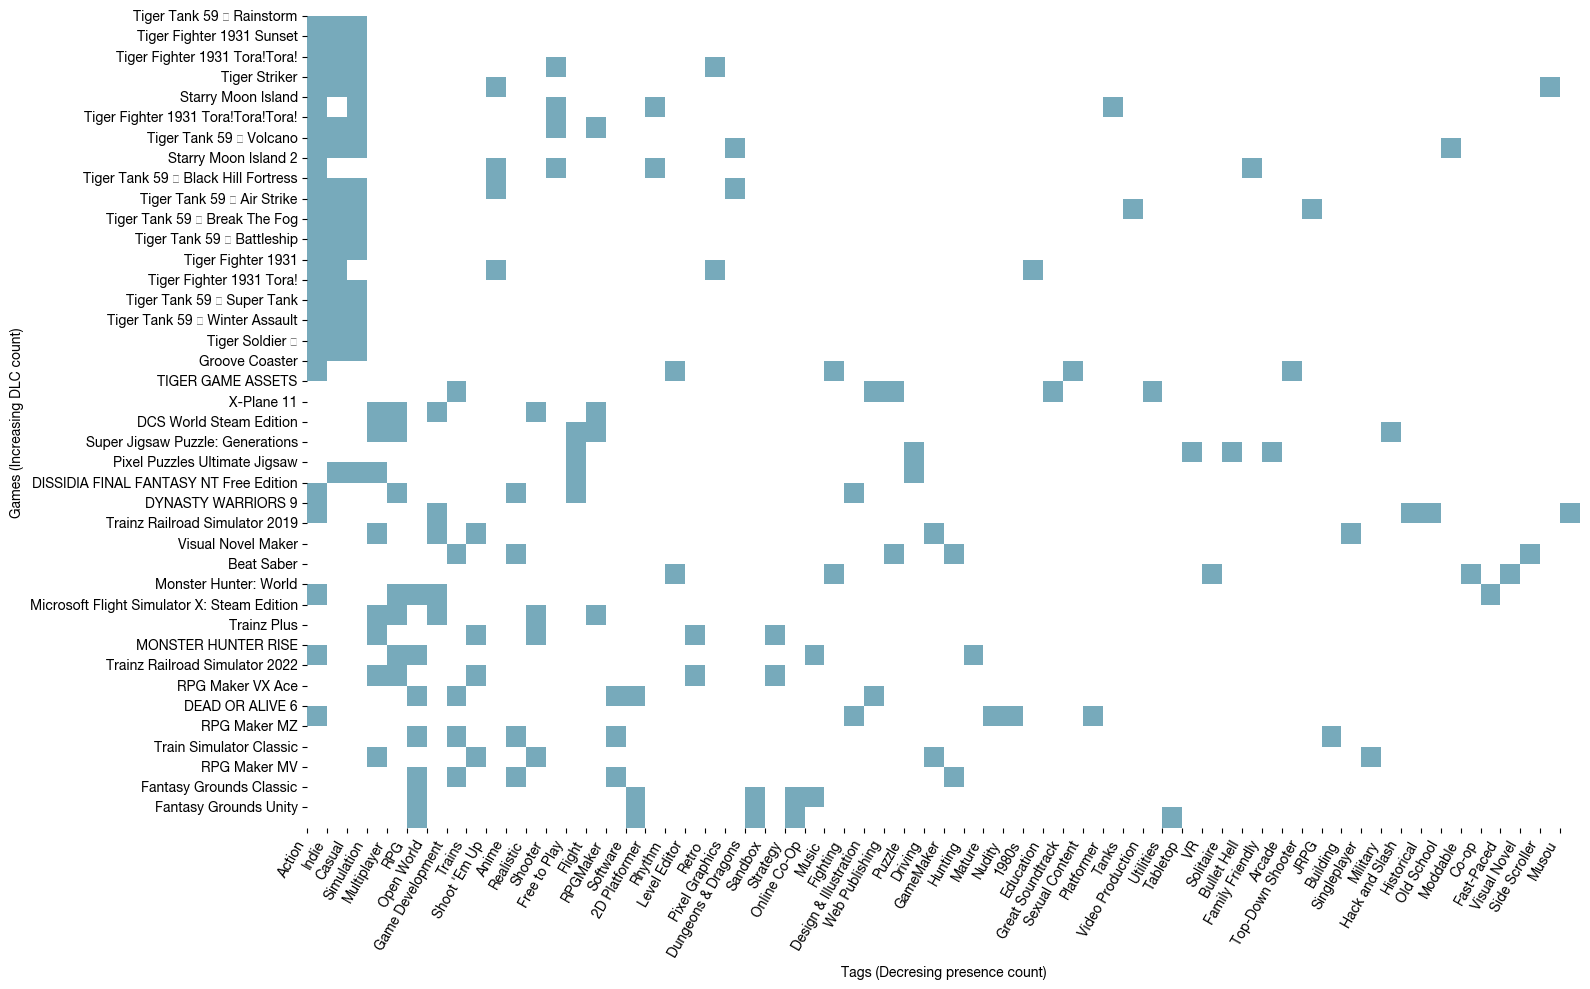 Tiger Tank 59 Ⅰ Rainstorm
Tiger Fighter 1931 Sunset
Tiger Fighter 1931 Tora!Tora!
Tiger Striker
Starry Moon Island
Tiger Fighter 1931 Tora!Tora!Tora!
Tiger Tank 59 Ⅰ Volcano
Starry Moon Island 2
Tiger Tank 59 Ⅰ Black Hill Fortress
Tiger Tank 59 Ⅰ Air Strike
Tiger Tank 59 Ⅰ Break The Fog
Tiger Tank 59 Ⅰ Battleship
Tiger Fighter 1931
Tiger Fighter 1931 Tora!
Tiger Tank 59 Ⅰ Super Tank
Tiger Tank 59 Ⅰ Winter Assault
Tiger Soldier
Groove Coaster
TIGER GAME ASSETS
X-Plane 11
DCS World Steam Edition
Super Jigsaw Puzzle: Generations
Pixel Puzzles Ultimate Jigsaw
DISSIDIA FINAL FANTASY NT Free Edition
DYNASTY WARRIORS 9
Trainz Railroad Simulator 2019
Visual Novel Maker
Beat Saber
Monster Hunter: World
Microsoft Flight Simulator X: Steam Edition
Trainz Plus
MONSTER HUNTER RISE
Trainz Railroad Simulator 2022
RPG Maker VX Ace
DEAD OR ALIVE 6
RPG Maker MZ
Train Simulator Classic
RPG Maker MV
Fantasy Grounds Classic
Fantasy Grounds Unity
Games (Increasing DLC count)
Action
Indie
Casual
Simulation
Multiplayer
RPG
Open World
Game Development
Trains
Shoot 'Em Up
Anime
Realistic
Shooter
Free to Play
Flight
RPGMaker
Software
2D Platformer
Rhythm
Level Editor
Retro
Pixel Graphics
Dungeons & Dragons
Sandbox
Strategy
Online Co-Op
Music
Fighting
Design & Illustration
Web Publishing
Puzzle
Driving
GameMaker
Hunting
Mature
Nudity
1980s
Education
Great Soundtrack
Sexual Content
Platformer
Tanks
Video Production
Utilities
Tabletop
VR
Solitaire
Bullet Hell
Family Friendly
Arcade
Top-Down Shooter
JRPG
Building
Singleplayer
Military
Hack and Slash
Historical
Old School
Moddable
Co-op
Fast-Paced
Visual Novel
Side Scroller
Musou
Tags (Decresing presence count)